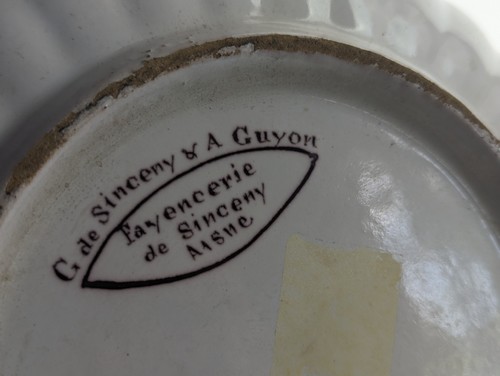 G de Sinceny & A Guyon
Fayencerie
de Sinceny
Aisne